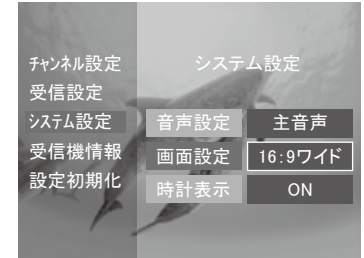 ﾁｬﾝﾈﾙ設定
受信設定
ｼｽﾃﾑ設定
受信機情報
設定初期化
システム設定
音声設定 主音声
画面設定 16:9ワイド
時計表示 ON